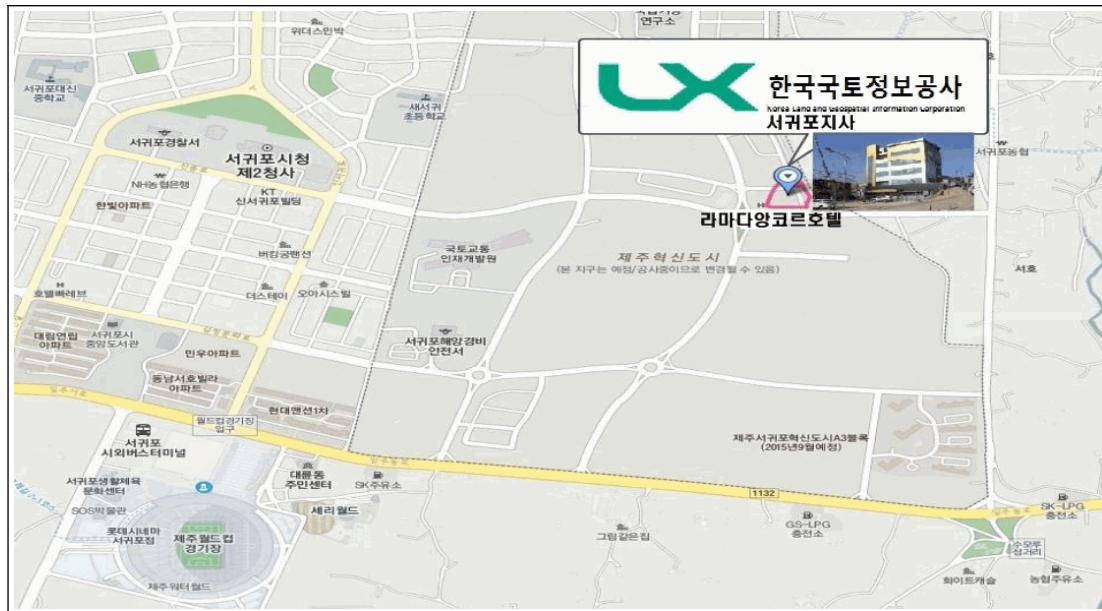 위더스민박
연구소
LX
한국국토정보공사
Korea Land and Geospatial Information Corporation
서귀포지사
서귀포대신
중학교
새서귀
초등학교
서귀포경찰서
서귀포시청
제2청사
NH농협은행
KT
신서귀포빌딩
한빛아파트
서귀포농협
라마다앙코르호텔
국토교통
인재개발원
제주혁신도시
(본 지구는 예정/공사중이므로 변경될 수 있음)
버킹궁팬션
서호
호텔빠레브
더스테이
오아시스빌
대림연립
아파트
서귀포시
중앙도서관
민우아파트
서귀포해양경비
안전서
동남서호빌라
아파트
현대맨션1차
일주서로
월드컵경기장
입구
제주서귀포혁신도시A3블록
(2015년9월예정)
서귀포
시외버스터미널
대륜동
주민센터
SK주유소
1132
서귀포생활체육
문화센터
SOS박물관
세리월드
SK-LPG
충전소
롯데시네마
서귀포점
제주월드컵
경기장
그림같은집
GS-LPG
충전소
수모루
삼거리
제주워터월드
화이트캐슬
농협주유소